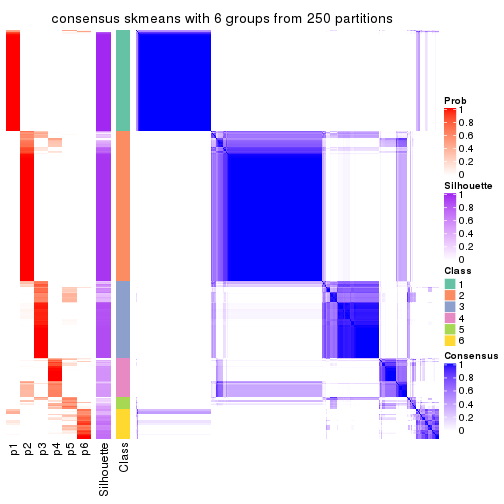 consensus skmeans with 6 groups from 250 partitions
p1
p2
p3
p4
p5
p6
Silhouette
Class
Prob
1
0.8
0.6
0.4
0.2
0
Silhouette
1
0.8
0.6
0.4
0.2
0
Class
1
2
3
4
5
6
Consensus
1
0.8
0.6
0.4
0.2
0